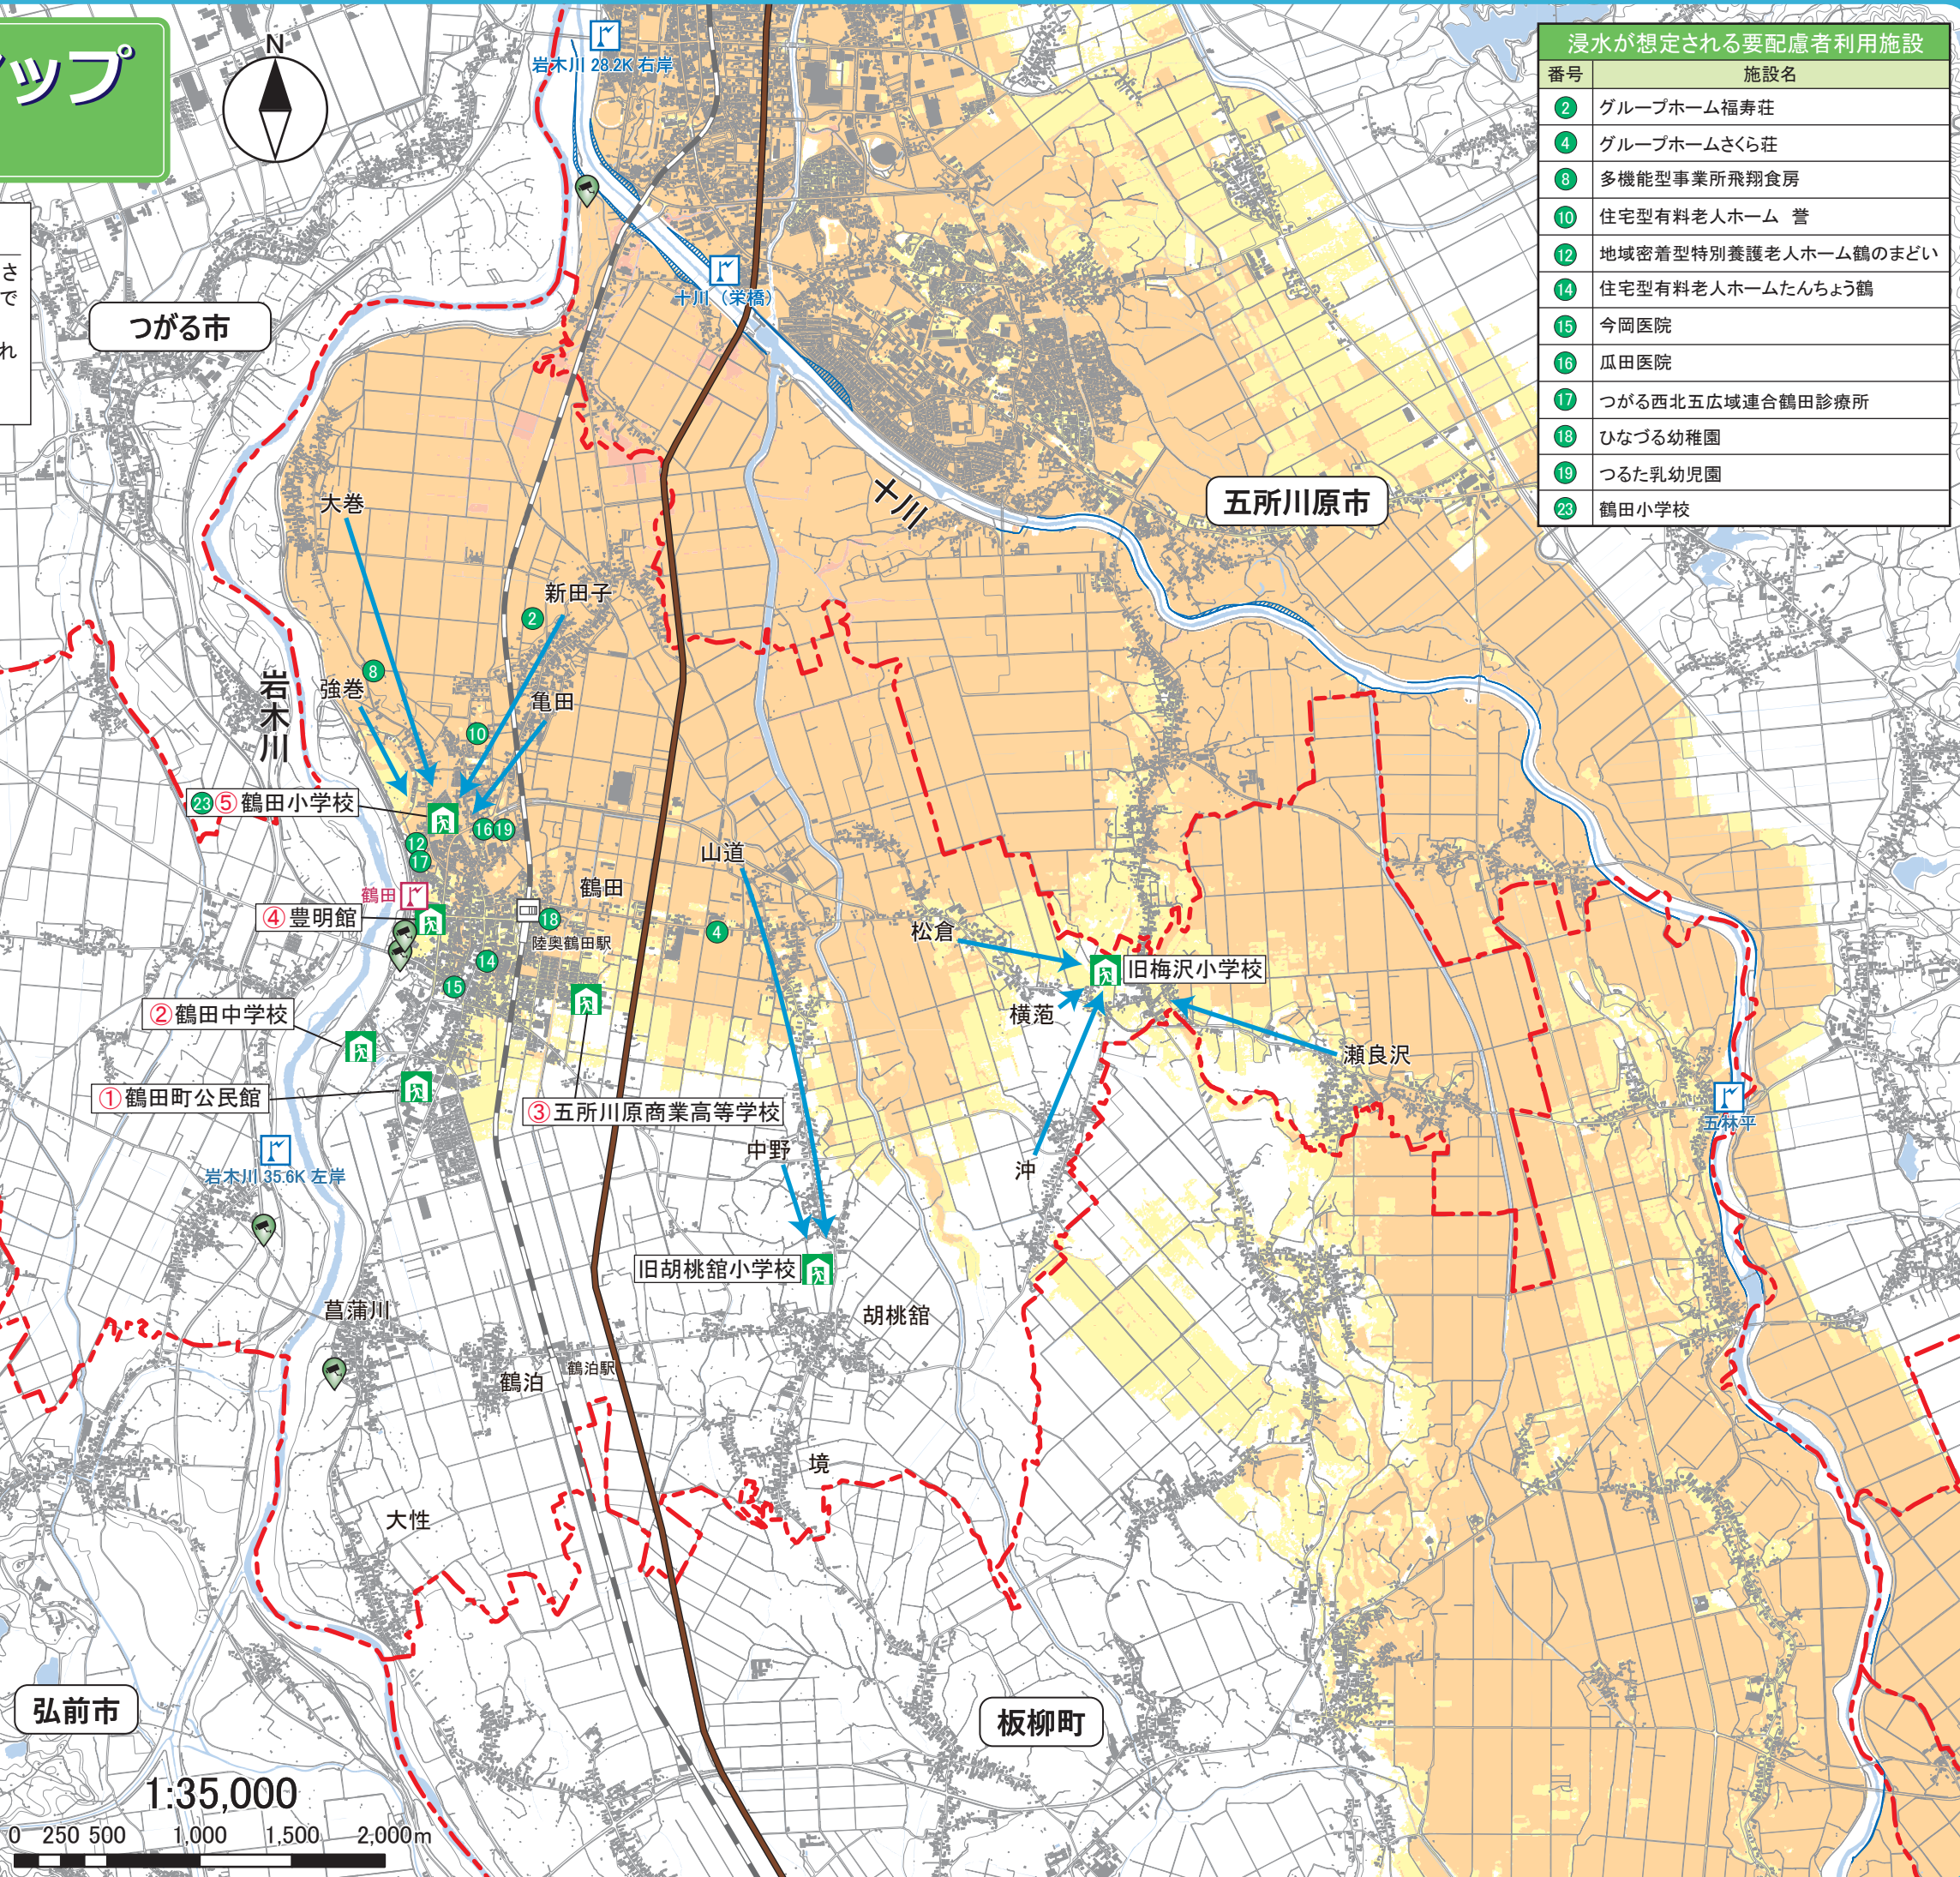 ップ
N
さ
で
れ
浸水が想定される要配慮者利用施設
番号 施設名
2 グループホーム福寿荘
4 グループホームさくら荘
8 多機能型事業所飛翔食房
10 住宅型有料老人ホーム 誉
12 地域密着型特別養護老人ホーム鶴のまどい
14 住宅型有料老人ホームたんちょう鶴
15 今岡医院
16 瓜田医院
17 つがる西北五広域連合鶴田診療所
18 ひなづる幼稚園
19 つるた乳幼児園
23 鶴田小学校
岩木川 28.2K 右岸
十川（栄橋）
つがる市
十川
五所川原市
大巻
新田子
2
8
強巻
亀田
岩木川
10
23⑤鶴田小学校
16 19
12
17
山道
鶴田
鶴田
④豊明館
18
陸奥鶴田駅
4
松倉
14
旧梅沢小学校
15
②鶴田中学校
横萢
瀬良沢
①鶴田町公民館
③五所川原商業高等学校
五林平
中野
沖
岩木川 35.6K 左岸
旧胡桃舘小学校
菖蒲川
胡桃舘
鶴泊
鶴泊駅
境
大性
弘前市
板柳町
1:35,000
0 250 500 1,000 1,500 2,000m